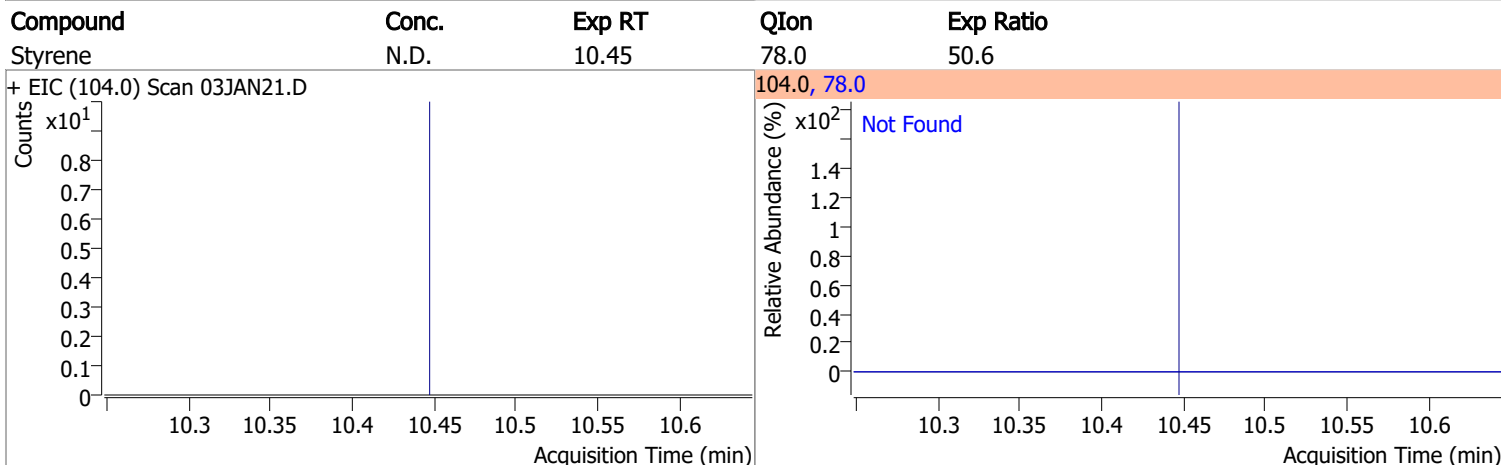 Compound Conc. Exp RT QIon Exp Ratio
Styrene N.D. 10.45 78.0 50.6
+ EIC (104.0) Scan 03JAN21.D
Counts
x10¹
0.8
0.7
0.6
0.5
0.4
0.3
0.2
0.1
0
10.3 10.35 10.4 10.45 10.5 10.55 10.6
Acquisition Time (min)
104.0, 78.0
Relative Abundance (%)
x10²
Not Found
1.4
1.2
1
0.8
0.6
0.4
0.2
0
10.3 10.35 10.4 10.45 10.5 10.55 10.6
Acquisition Time (min)